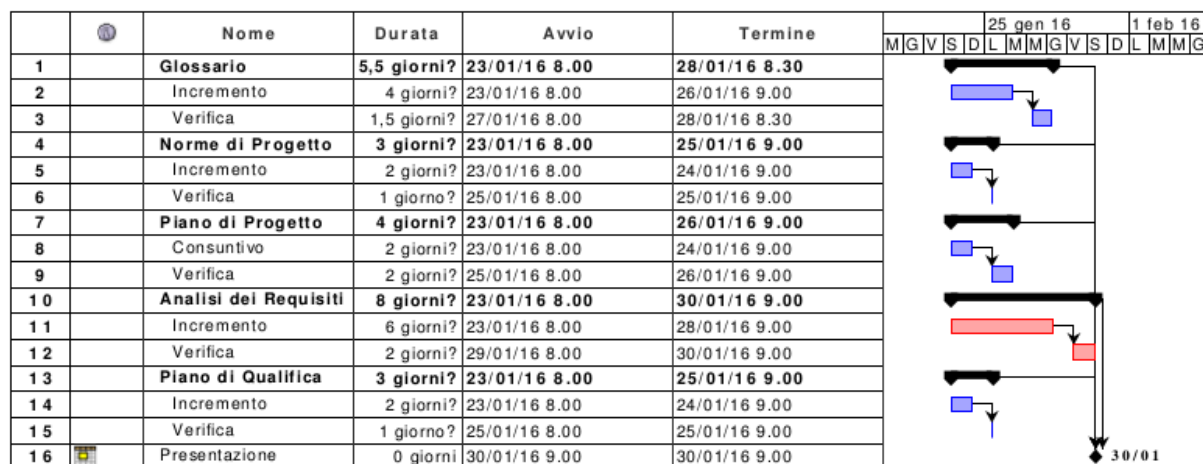 Nome Durata Avvio Termine 25 gen 16 1 feb 16
M G V S D L M M G V S D L M M G
1 Glossario 5,5 giorni? 23/01/16 8.00 28/01/16 8.30
2 Incremento 4 giorni? 23/01/16 8.00 26/01/16 9.00
3 Verifica 1,5 giorni? 27/01/16 8.00 28/01/16 8.30
4 Norme di Progetto 3 giorni? 23/01/16 8.00 25/01/16 9.00
5 Incremento 2 giorni? 23/01/16 8.00 24/01/16 9.00
6 Verifica 1 giorno? 25/01/16 8.00 25/01/16 9.00
7 Piano di Progetto 4 giorni? 23/01/16 8.00 26/01/16 9.00
8 Consuntivo 2 giorni? 23/01/16 8.00 24/01/16 9.00
9 Verifica 2 giorni? 25/01/16 8.00 26/01/16 9.00
10 Analisi dei Requisiti 8 giorni? 23/01/16 8.00 30/01/16 9.00
11 Incremento 6 giorni? 23/01/16 8.00 28/01/16 9.00
12 Verifica 2 giorni? 29/01/16 8.00 30/01/16 9.00
13 Piano di Qualifica 3 giorni? 23/01/16 8.00 25/01/16 9.00
14 Incremento 2 giorni? 23/01/16 8.00 24/01/16 9.00
15 Verifica 1 giorno? 25/01/16 8.00 25/01/16 9.00
16 Presentazione 0 giorni 30/01/16 9.00 30/01/16 9.00 30/01